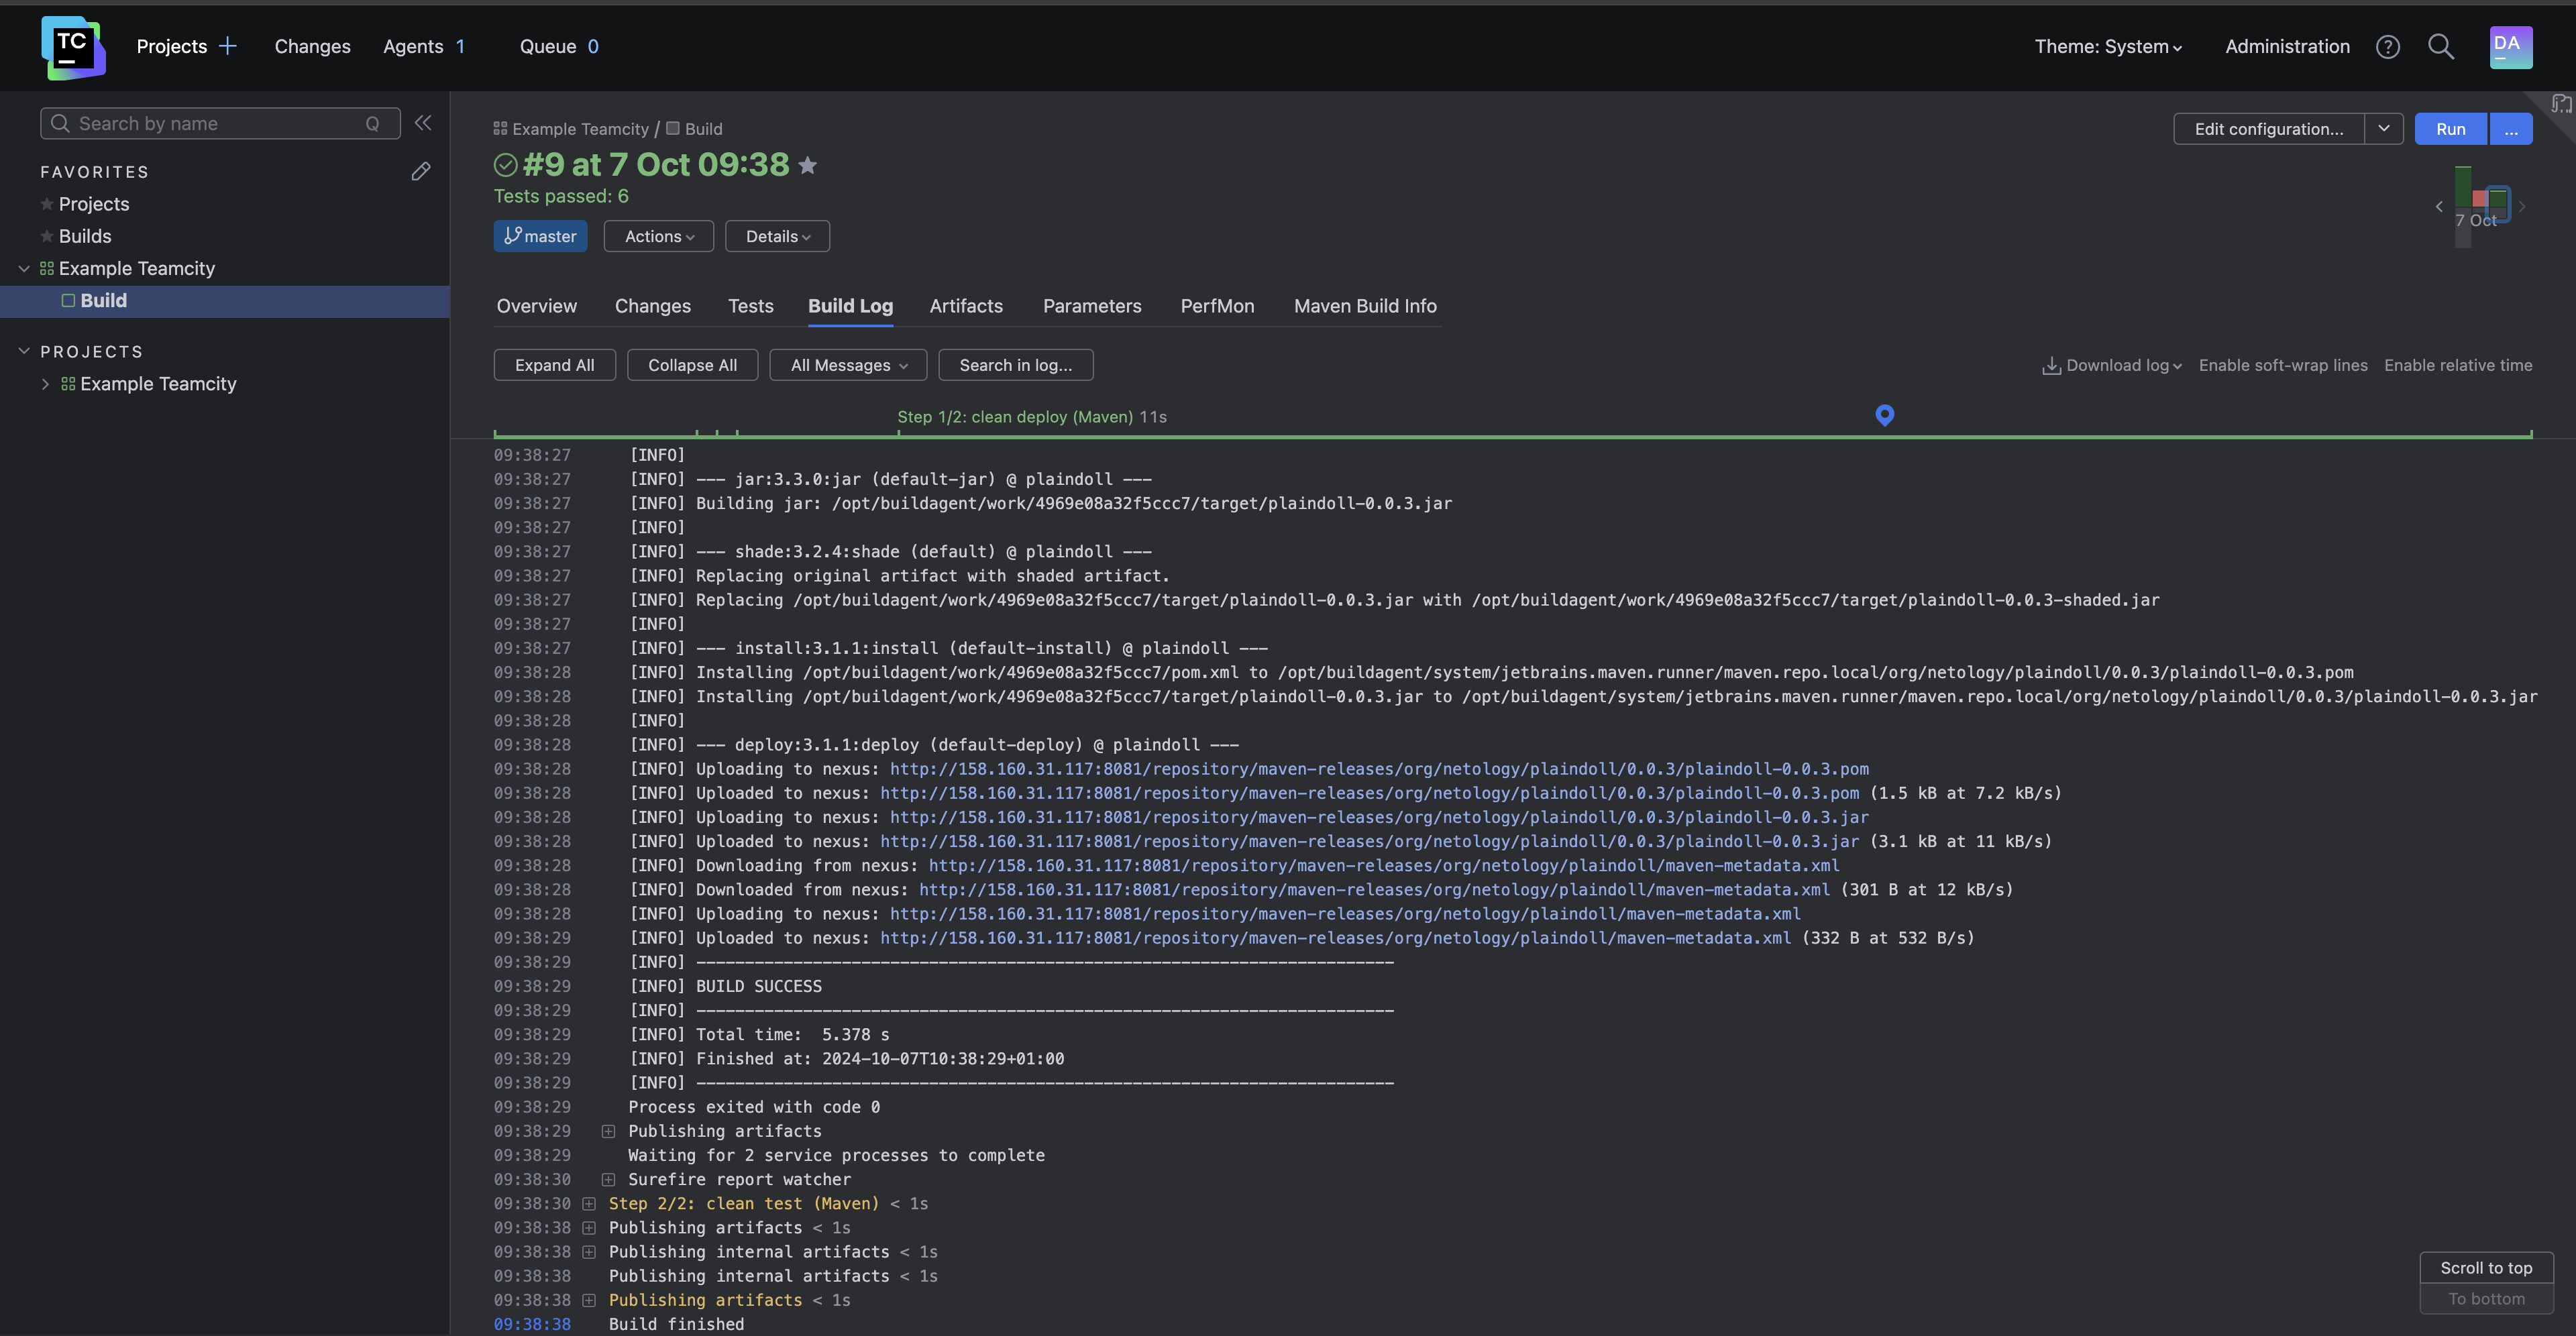 TC
Projects
Changes
Agents 1
Queue 0
Theme: System
Administration
DA
Search by name Q
FAVORITES
Projects
Builds
Example Teamcity
Build
PROJECTS
Example Teamcity
Example Teamcity / Build
Edit configuration...
Run
...
#9 at 7 Oct 09:38
Tests passed: 6
7 Oct
master
Actions
Details
Overview
Changes
Tests
Build Log
Artifacts
Parameters
PerfMon
Maven Build Info
Expand All
Collapse All
All Messages
Search in log...
Download log
Enable soft-wrap lines
Enable relative time
Step 1/2: clean deploy (Maven) 11s
09:38:27 [INFO]
09:38:27 [INFO] --- jar:3.3.0:jar (default-jar) @ plaindoll ---
09:38:27 [INFO] Building jar: /opt/buildagent/work/4969e08a32f5ccc7/target/plaindoll-0.0.3.jar
09:38:27 [INFO]
09:38:27 [INFO] --- shade:3.2.4:shade (default) @ plaindoll ---
09:38:27 [INFO] Replacing original artifact with shaded artifact.
09:38:27 [INFO] Replacing /opt/buildagent/work/4969e08a32f5ccc7/target/plaindoll-0.0.3.jar with /opt/buildagent/work/4969e08a32f5ccc7/target/plaindoll-0.0.3-shaded.jar
09:38:27 [INFO]
09:38:27 [INFO] --- install:3.1.1:install (default-install) @ plaindoll ---
09:38:28 [INFO] Installing /opt/buildagent/work/4969e08a32f5ccc7/pom.xml to /opt/buildagent/system/jetbrains.maven.runner/maven.repo.local/org/netology/plaindoll/0.0.3/plaindoll-0.0.3.pom
09:38:28 [INFO] Installing /opt/buildagent/work/4969e08a32f5ccc7/target/plaindoll-0.0.3.jar to /opt/buildagent/system/jetbrains.maven.runner/maven.repo.local/org/netology/plaindoll/0.0.3/plaindoll-0.0.3.jar
09:38:28 [INFO]
09:38:28 [INFO] --- deploy:3.1.1:deploy (default-deploy) @ plaindoll ---
09:38:28 [INFO] Uploading to nexus: http://158.160.31.117:8081/repository/maven-releases/org/netology/plaindoll/0.0.3/plaindoll-0.0.3.pom
09:38:28 [INFO] Uploaded to nexus: http://158.160.31.117:8081/repository/maven-releases/org/netology/plaindoll/0.0.3/plaindoll-0.0.3.pom (1.5 kB at 7.2 kB/s)
09:38:28 [INFO] Uploading to nexus: http://158.160.31.117:8081/repository/maven-releases/org/netology/plaindoll/0.0.3/plaindoll-0.0.3.jar
09:38:28 [INFO] Uploaded to nexus: http://158.160.31.117:8081/repository/maven-releases/org/netology/plaindoll/0.0.3/plaindoll-0.0.3.jar (3.1 kB at 11 kB/s)
09:38:28 [INFO] Downloading from nexus: http://158.160.31.117:8081/repository/maven-releases/org/netology/plaindoll/maven-metadata.xml
09:38:28 [INFO] Downloaded from nexus: http://158.160.31.117:8081/repository/maven-releases/org/netology/plaindoll/maven-metadata.xml (301 B at 12 kB/s)
09:38:28 [INFO] Uploading to nexus: http://158.160.31.117:8081/repository/maven-releases/org/netology/plaindoll/maven-metadata.xml
09:38:29 [INFO] Uploaded to nexus: http://158.160.31.117:8081/repository/maven-releases/org/netology/plaindoll/maven-metadata.xml (332 B at 532 B/s)
09:38:29 [INFO] ------------------------------------------------------------------------
09:38:29 [INFO] BUILD SUCCESS
09:38:29 [INFO] ------------------------------------------------------------------------
09:38:29 [INFO] Total time:  5.378 s
09:38:29 [INFO] Finished at: 2024-10-07T10:38:29+01:00
09:38:29 [INFO] ------------------------------------------------------------------------
09:38:29 Process exited with code 0
09:38:29 Publishing artifacts
09:38:29 Waiting for 2 service processes to complete
09:38:30 Surefire report watcher
09:38:30 Step 2/2: clean test (Maven) < 1s
09:38:38 Publishing artifacts < 1s
09:38:38 Publishing internal artifacts < 1s
09:38:38 Publishing internal artifacts < 1s
09:38:38 Publishing artifacts < 1s
09:38:38 Build finished
Scroll to top
To bottom